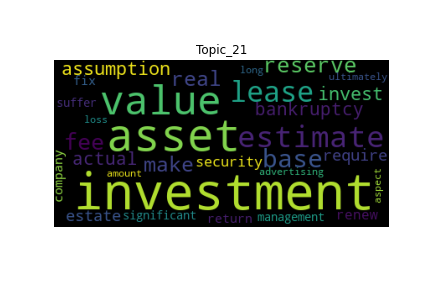 Topic_21
assumption
long
reserve
fix
real
ultimately
suffer
value
lease
invest
loss
bankruptcy
fee
asset
estimate
actual
make
security
base
require
company
amount
advertising
aspect
investment
estate
significant
return
management
renew